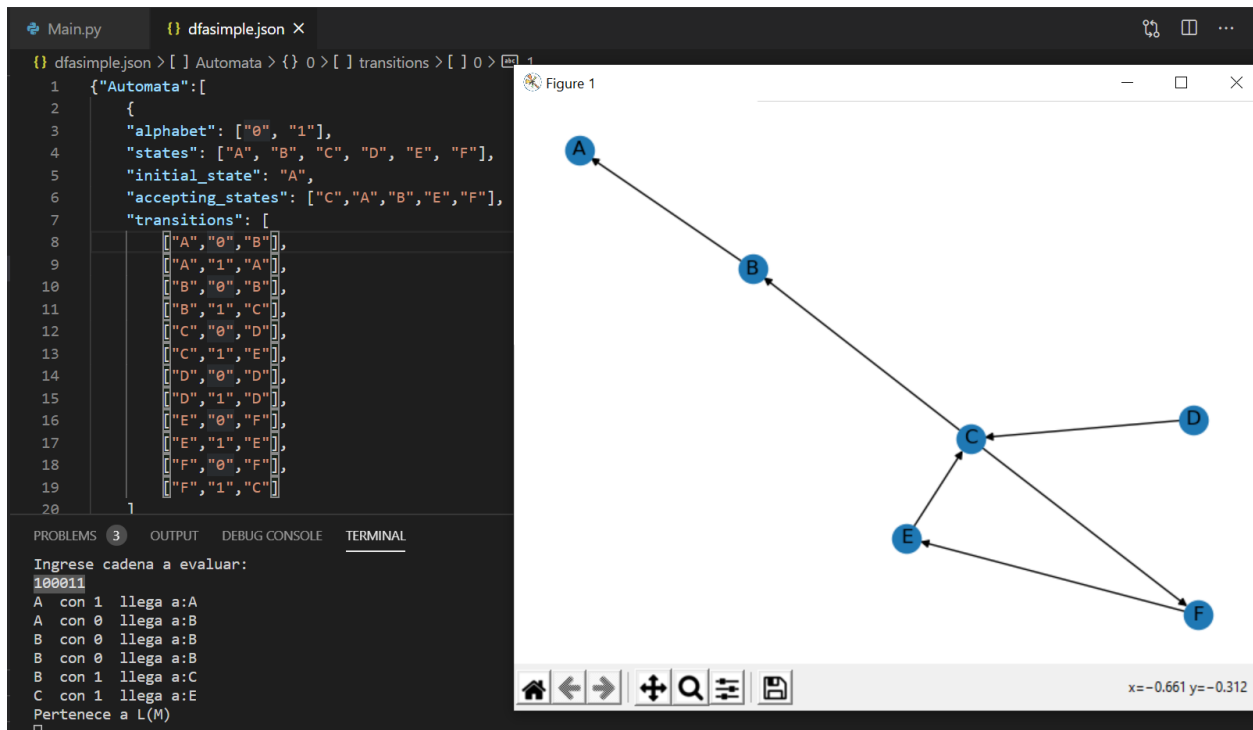 Main.py
{} dfasimple.json ×
{} dfasimple.json > [ ] Automata > {} 0 > [ ] transitions > [ ] 0 > abc 1
1 {"Automata":[
2 {
3 "alphabet": ["0", "1"],
4 "states": ["A", "B", "C", "D", "E", "F"],
5 "initial_state": "A",
6 "accepting_states": ["C","A","B","E","F"],
7 "transitions": [
8 ["A","0","B"],
9 ["A","1","A"],
10 ["B","0","B"],
11 ["B","1","C"],
12 ["C","0","D"],
13 ["C","1","E"],
14 ["D","0","D"],
15 ["D","1","D"],
16 ["E","0","F"],
17 ["E","1","E"],
18 ["F","0","F"],
19 ["F","1","C"]
20 ]
PROBLEMS 3 OUTPUT DEBUG CONSOLE TERMINAL
Ingrese cadena a evaluar:
100011
A con 1 llega a:A
A con 0 llega a:B
B con 0 llega a:B
B con 0 llega a:B
B con 1 llega a:C
C con 1 llega a:E
Pertenece a L(M)
Figure 1
A
B
C
D
E
F
x=−0.661 y=−0.312